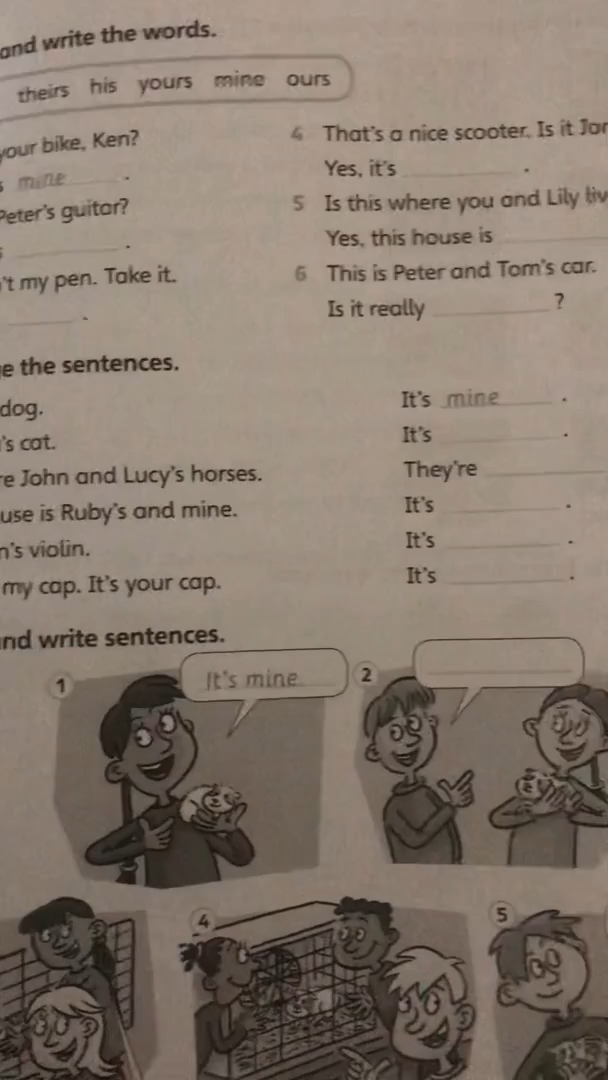 and write the words.
theirs his yours mine ours
your bike, Ken?
mine .
Peter's guitar?
.
't my pen. Take it.
.
4 That's a nice scooter. Is it
Yes, it's .
5 Is this where you and Lily liv
Yes, this house is
6 This is Peter and Tom's car.
Is it really ?
e the sentences.
dog. It's mine .
's cat. It's .
re John and Lucy's horses. They're
use is Ruby's and mine. It's .
n's violin. It's .
my cap. It's your cap. It's .
and write sentences.
1 It's mine
2
4
5